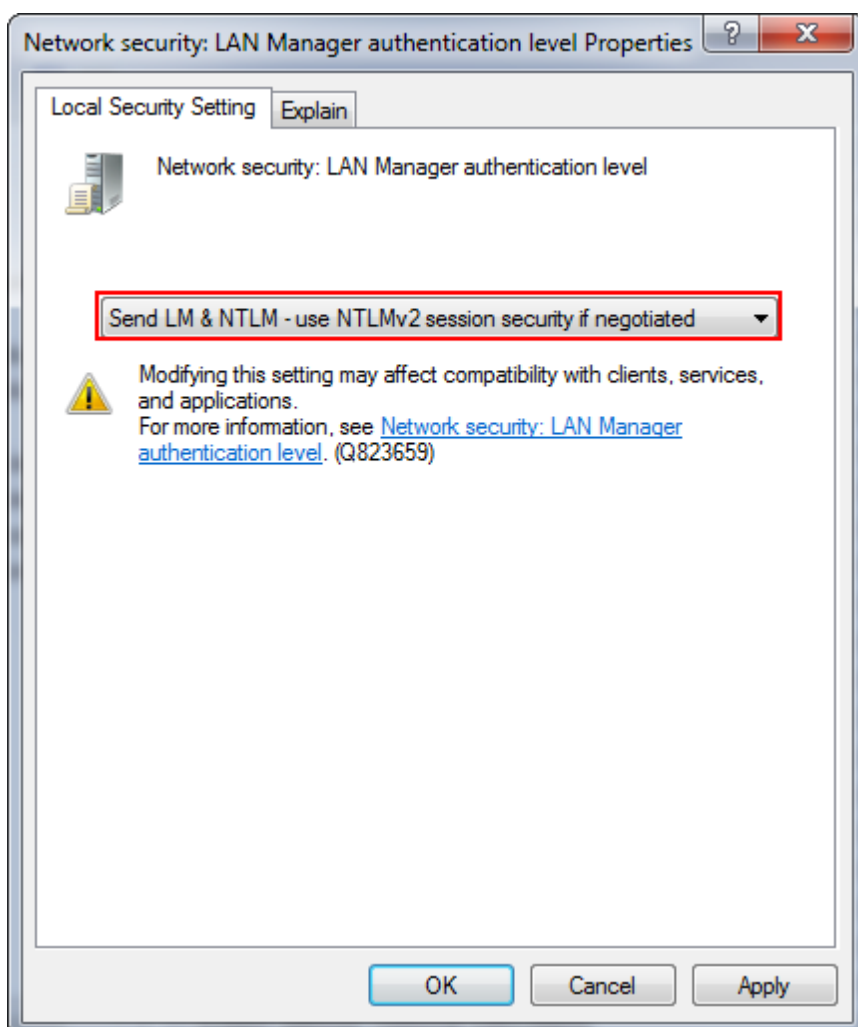 Network security: LAN Manager authentication level Properties
Local Security Setting
Explain
Network security: LAN Manager authentication level
Send LM & NTLM - use NTLMv2 session security if negotiated
Modifying this setting may affect compatibility with clients, services,
and applications.
For more information, see Network security: LAN Manager
authentication level. (Q823659)
OK
Cancel
Apply